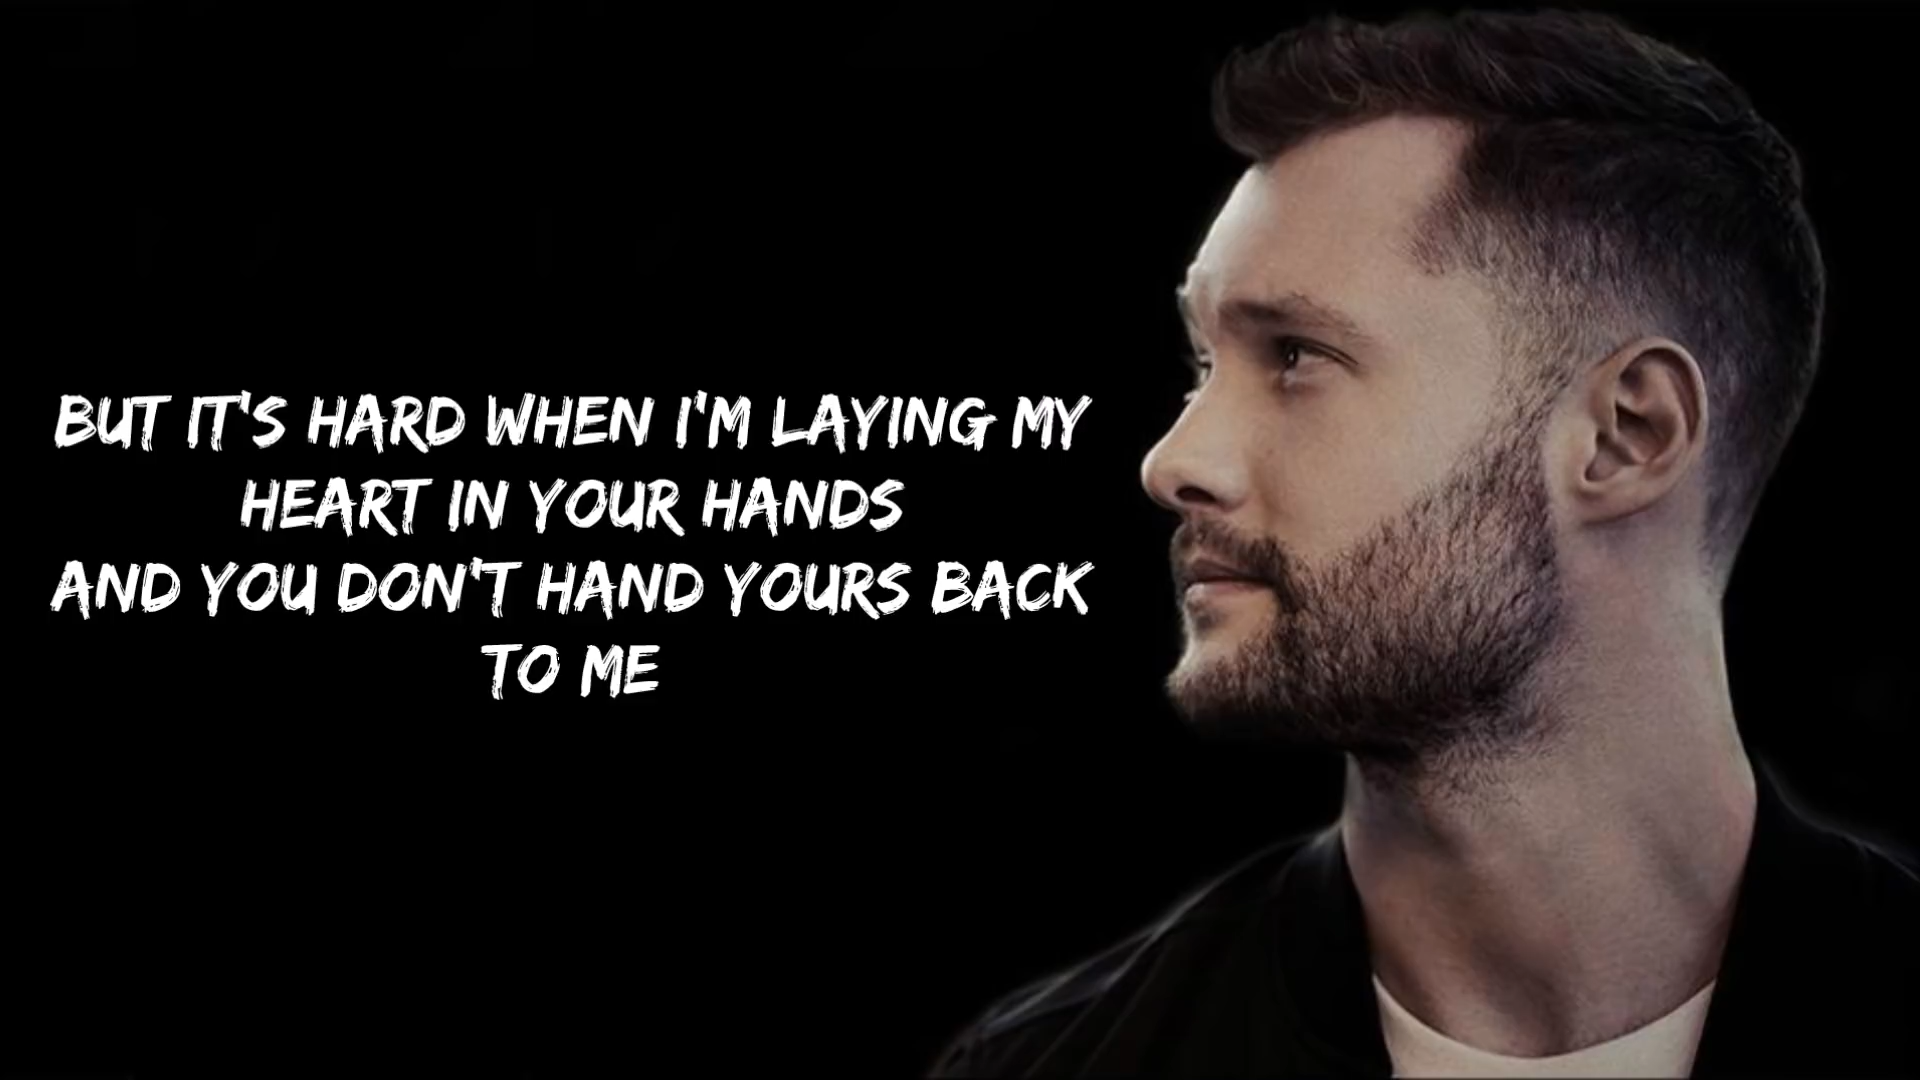 BUT IT'S HARD WHEN I'M LAYING MY
HEART IN YOUR HANDS
AND YOU DON'T HAND YOURS BACK
TO ME